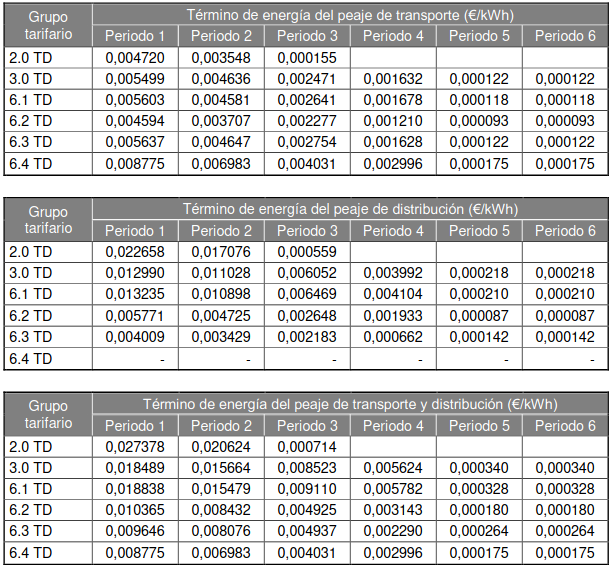 Grupo tarifario Término de energía del peaje de transporte (€/kWh)
Periodo 1 Periodo 2 Periodo 3 Periodo 4 Periodo 5 Periodo 6
2.0 TD 0,004720 0,003548 0,000155
3.0 TD 0,005499 0,004636 0,002471 0,001632 0,000122 0,000122
6.1 TD 0,005603 0,004581 0,002641 0,001678 0,000118 0,000118
6.2 TD 0,004594 0,003707 0,002277 0,001210 0,000093 0,000093
6.3 TD 0,005637 0,004647 0,002754 0,001628 0,000122 0,000122
6.4 TD 0,008775 0,006983 0,004031 0,002996 0,000175 0,000175
Grupo tarifario Término de energía del peaje de distribución (€/kWh)
Periodo 1 Periodo 2 Periodo 3 Periodo 4 Periodo 5 Periodo 6
2.0 TD 0,022658 0,017076 0,000559
3.0 TD 0,012990 0,011028 0,006052 0,003992 0,000218 0,000218
6.1 TD 0,013235 0,010898 0,006469 0,004104 0,000210 0,000210
6.2 TD 0,005771 0,004725 0,002648 0,001933 0,000087 0,000087
6.3 TD 0,004009 0,003429 0,002183 0,000662 0,000142 0,000142
6.4 TD - - - - - -
Grupo tarifario Término de energía del peaje de transporte y distribución (€/kWh)
Periodo 1 Periodo 2 Periodo 3 Periodo 4 Periodo 5 Periodo 6
2.0 TD 0,027378 0,020624 0,000714
3.0 TD 0,018489 0,015664 0,008523 0,005624 0,000340 0,000340
6.1 TD 0,018838 0,015479 0,009110 0,005782 0,000328 0,000328
6.2 TD 0,010365 0,008432 0,004925 0,003143 0,000180 0,000180
6.3 TD 0,009646 0,008076 0,004937 0,002290 0,000264 0,000264
6.4 TD 0,008775 0,006983 0,004031 0,002996 0,000175 0,000175